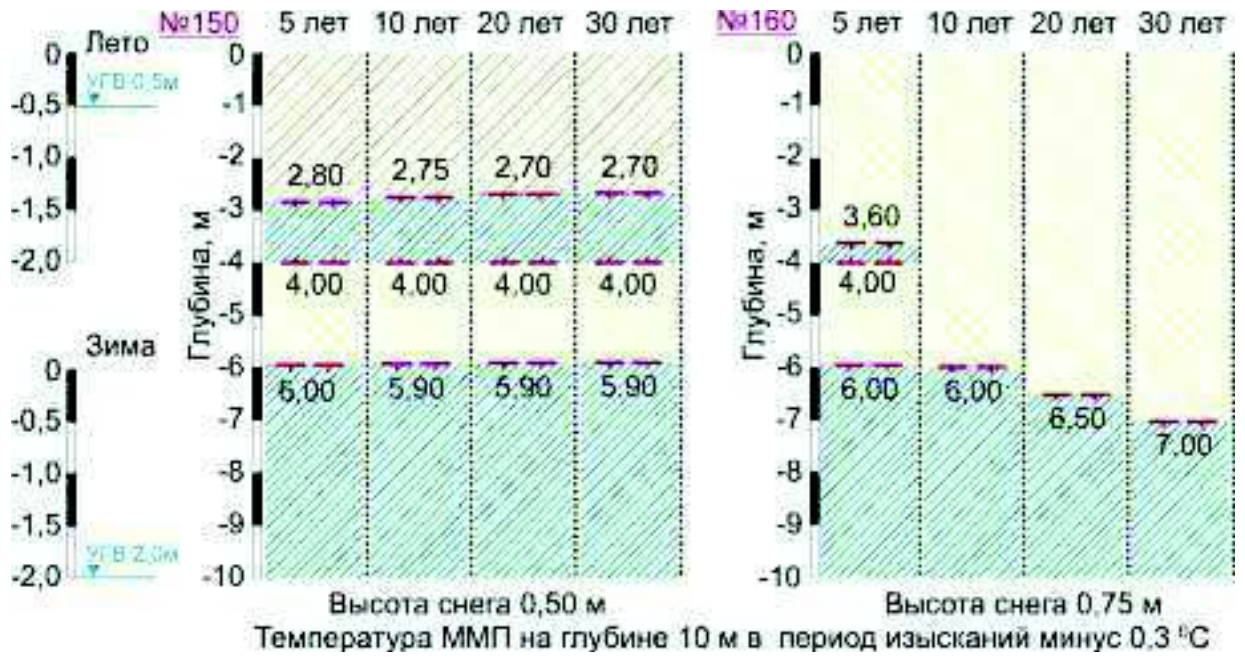 №150 5 лет 10 лет 20 лет 30 лет
№160 5 лет 10 лет 20 лет 30 лет
Лето
0
УГВ 0,5м
-0,5
-1,0
-1,5
-2,0
Зима
0
-0,5
-1,0
-1,5
УГВ 2,0м
-2,0
Глубина, м
0
-1
-2
-3
-4
-5
-6
-7
-8
-9
-10
2,80 2,75 2,70 2,70
4,00 4,00 4,00 4,00
6,00 5,90 5,90 5,90
Глубина, м
0
-1
-2
-3
-4
-5
-6
-7
-8
-9
-10
3,60
4,00
6,00 6,00 6,50 7,00
Высота снега 0,50 м
Высота снега 0,75 м
Температура ММП на глубине 10 м в период изысканий минус 0,3 ⁰С